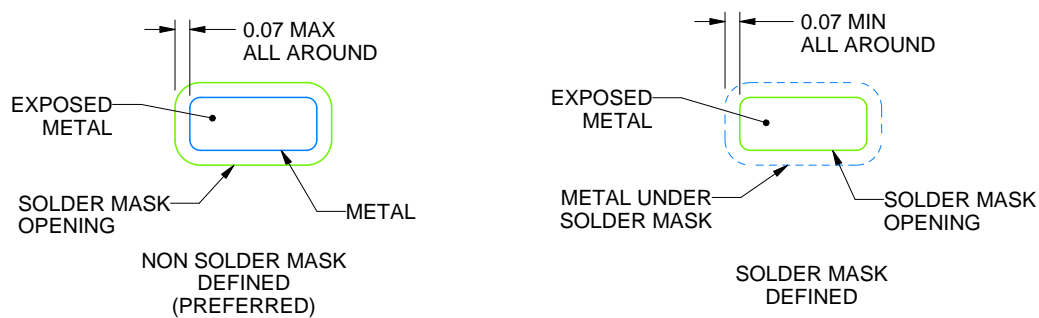 0.07 MAX
ALL AROUND
EXPOSED
METAL
SOLDER MASK
OPENING
METAL
NON SOLDER MASK
DEFINED
(PREFERRED)
0.07 MIN
ALL AROUND
EXPOSED
METAL
METAL UNDER
SOLDER MASK
SOLDER MASK
OPENING
SOLDER MASK
DEFINED